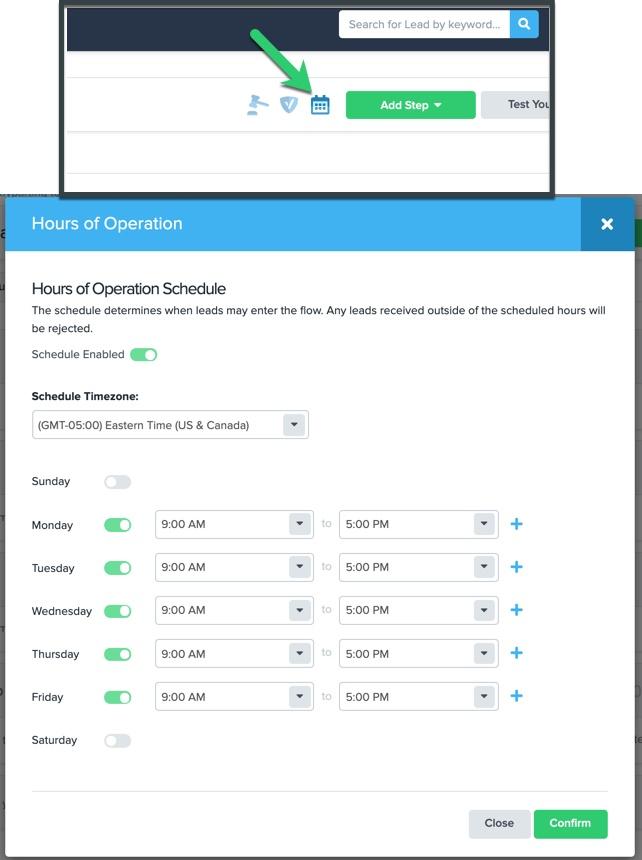 Search for Lead by keyword...
Add Step
Test You
Hours of Operation
Hours of Operation Schedule
The schedule determines when leads may enter the flow. Any leads received outside of the scheduled hours will
be rejected.
Schedule Enabled
Schedule Timezone:
(GMT-05:00) Eastern Time (US & Canada)
Sunday
Monday 9:00 AM to 5:00 PM +
Tuesday 9:00 AM to 5:00 PM +
Wednesday 9:00 AM to 5:00 PM +
Thursday 9:00 AM to 5:00 PM +
Friday 9:00 AM to 5:00 PM +
Saturday
Close Confirm